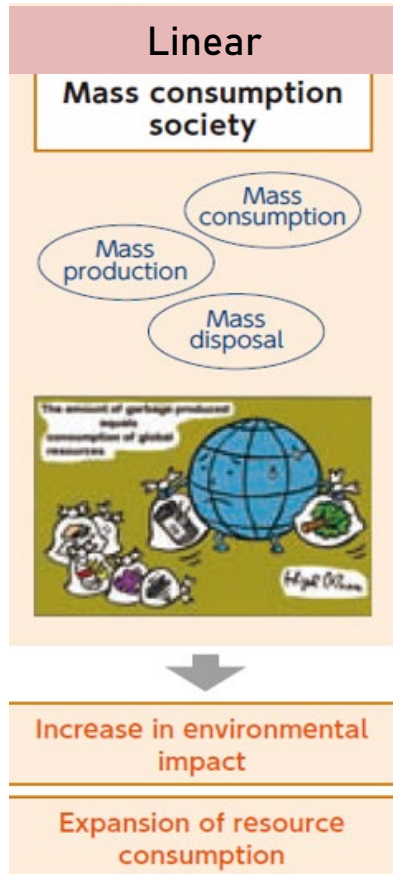 Linear
Mass consumption
society
Mass
consumption
Mass
production
Mass
disposal
The amount of garbage produced
equals
consumption of global
resources
Increase in environmental
impact
Expansion of resource
consumption